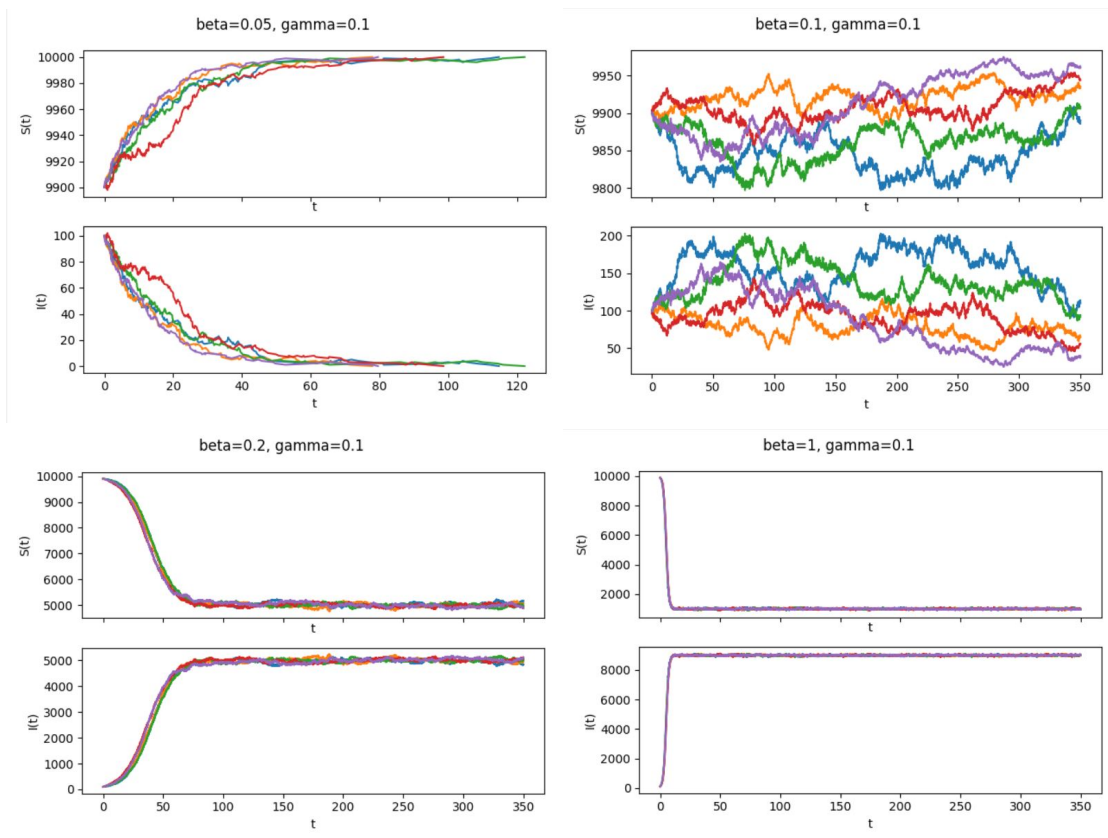 beta=0.05, gamma=0.1
10000
9980
9960
9940
9920
9900
S(t)
t
100
80
60
40
20
0
I(t)
0 20 40 60 80 100 120
t
beta=0.1, gamma=0.1
9950
9900
9850
9800
S(t)
t
200
150
100
50
I(t)
0 50 100 150 200 250 300 350
t
beta=0.2, gamma=0.1
10000
9000
8000
7000
6000
5000
S(t)
t
5000
4000
3000
2000
1000
0
I(t)
0 50 100 150 200 250 300 350
t
beta=1, gamma=0.1
10000
8000
6000
4000
2000
S(t)
t
8000
6000
4000
2000
0
I(t)
0 50 100 150 200 250 300 350
t